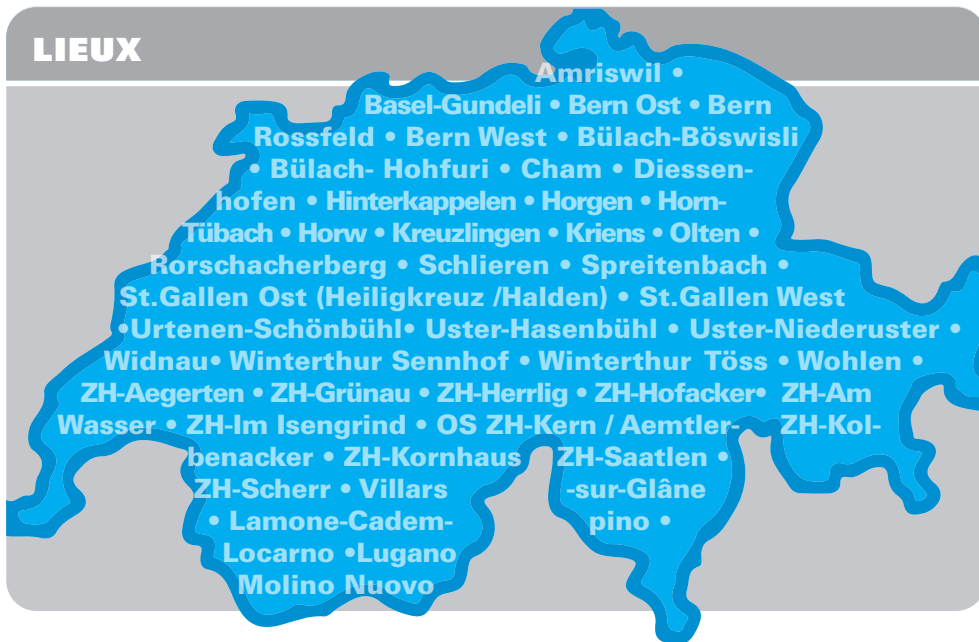 LIEUX
Amriswil •
Basel-Gundeli • Bern Ost • Bern
Rossfeld • Bern West • Bülach-Böswisli
• Bülach- Hohfuri • Cham • Diessen-
hofen • Hinterkappelen • Horgen • Horn-
Tübach • Horw • Kreuzlingen • Kriens • Olten •
Rorschacherberg • Schlieren • Spreitenbach •
St.Gallen Ost (Heiligkreuz /Halden) • St.Gallen West
•Urtenen-Schönbühl• Uster-Hasenbühl • Uster-Niederuster •
Widnau• Winterthur Sennhof • Winterthur Töss • Wohlen •
ZH-Aegerten • ZH-Grünau • ZH-Herrlig • ZH-Hofacker• ZH-Am
Wasser • ZH-Im Isengrind • OS ZH-Kern / Aemtler- ZH-Kol-
benacker • ZH-Kornhaus ZH-Saatlen •
ZH-Scherr • Villars -sur-Glâne
• Lamone-Cadem- pino •
Locarno •Lugano
Molino Nuovo